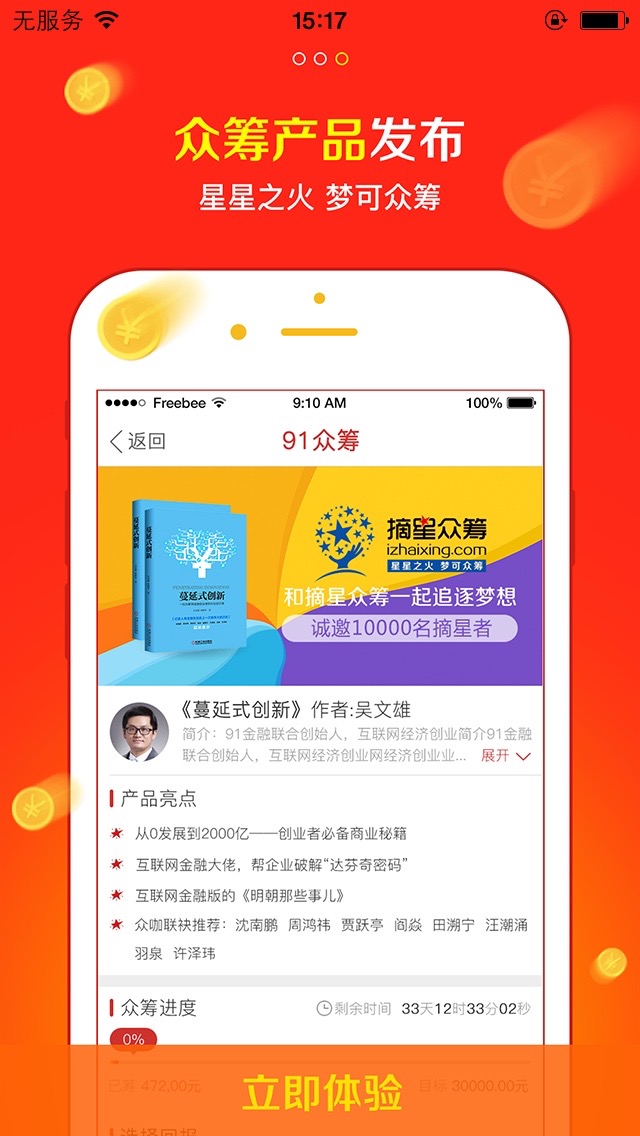 无服务 15:17
众筹产品发布
星星之火 梦可众筹
Freebee 9:10 AM 100%
返回 91众筹
蔓延式创新
蔓延式创新
蔓延式创新
摘星众筹
izhaixing.com
星星之火 梦可众筹
和摘星众筹一起追逐梦想
诚邀10000名摘星者
《蔓延式创新》作者:吴文雄
简介：91金融联合创始人，互联网经济创业简介91金融
联合创始人，互联网经济创业网经济创业业... 展开
产品亮点
从0发展到2000亿——创业者必备商业秘籍
互联网金融大佬，帮企业破解“达芬奇密码”
互联网金融版的《明朝那些事儿》
众咖联袂推荐：沈南鹏 周鸿祎 贾跃亭 阎焱 田溯宁 汪潮涌
羽泉 许泽玮
众筹进度 剩余时间 33天12时33分02秒
0%
已筹 472,00元 目标 30000.00元
立即体验
选择回报